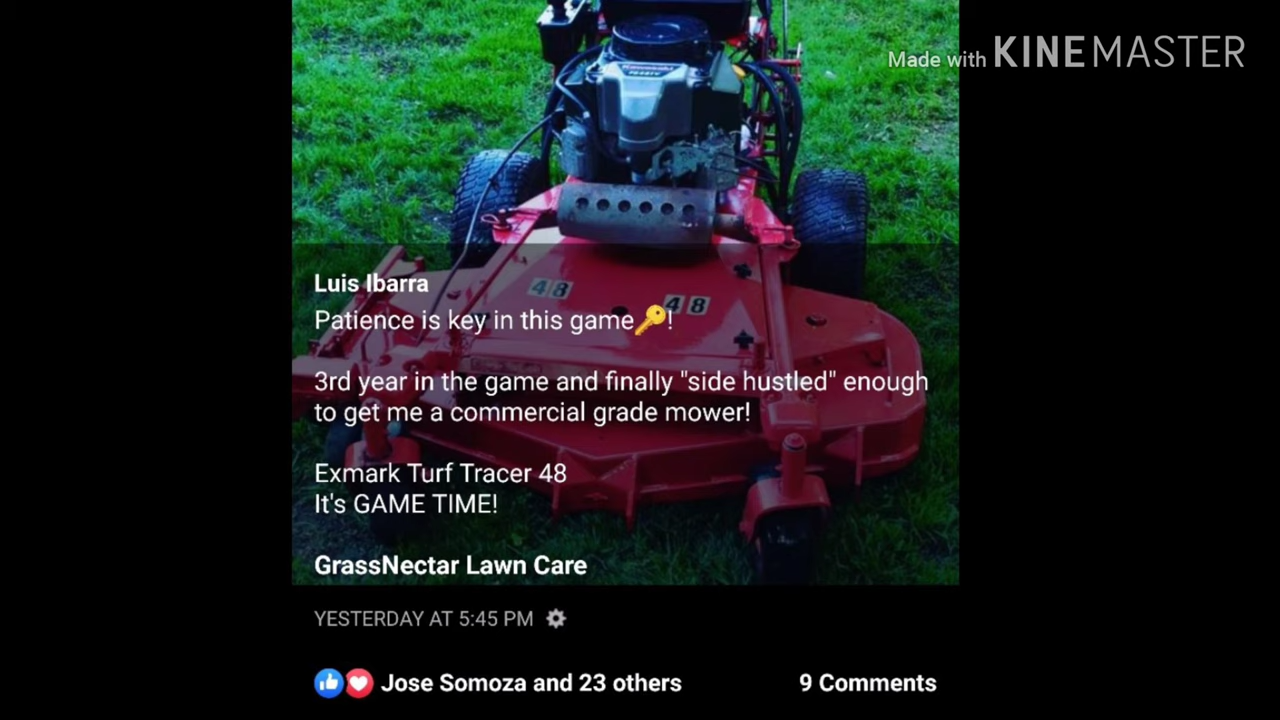 Made with KINEMASTER
Kawasaki
48
48
Luis Ibarra
Patience is key in this game🔑!
3rd year in the game and finally "side hustled" enough
to get me a commercial grade mower!
Exmark Turf Tracer 48
It's GAME TIME!
GrassNectar Lawn Care
YESTERDAY AT 5:45 PM
Jose Somoza and 23 others
9 Comments